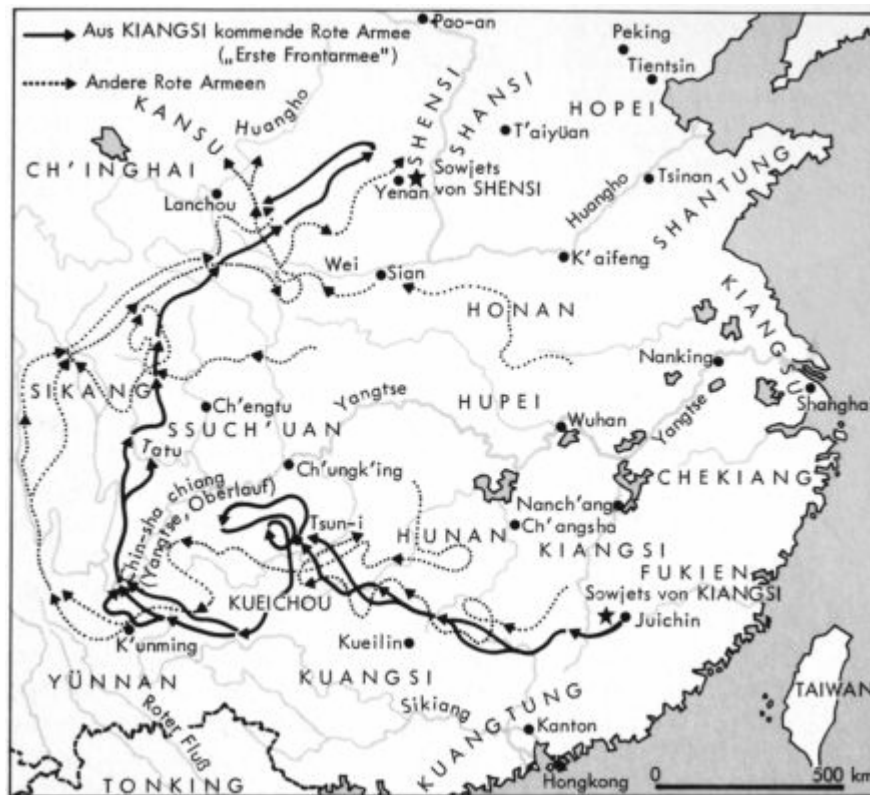 Aus KIANGSI kommende Rote Armee
(„Erste Frontarmee")
Andere Rote Armeen
Pao-an
Peking
Tientsin
HOPEI
KANSU
Huangho
SHENSI
SHANSI
T'aiyüan
CH'INGHAI
Lanchou
Yenan
Sowjets
von SHENSI
Tsinan
Huangho
SHANTUNG
K'aifeng
Wei
Sian
HONAN
KIANGSU
Nanking
Shanghai
SIKANG
Ch'engtu
SSUCH'UAN
Yangtse
HUPEI
Wuhan
Yangtse
CHEKIANG
Tatu
Ch'ungk'ing
Chin-sha chiang
(Yangtse, Oberlauf)
Tsun-i
HUNAN
Nanch'ang
Ch'angsha
KIANGSI
FUKIEN
Sowjets von KIANGSI
Juichin
KUEICHOU
K'unming
Kueilin
YÜNNAN
KUANGSI
Sikiang
KUANGTUNG
Kanton
TAIWAN
Roter Fluß
TONKING
Hongkong
0 500 km